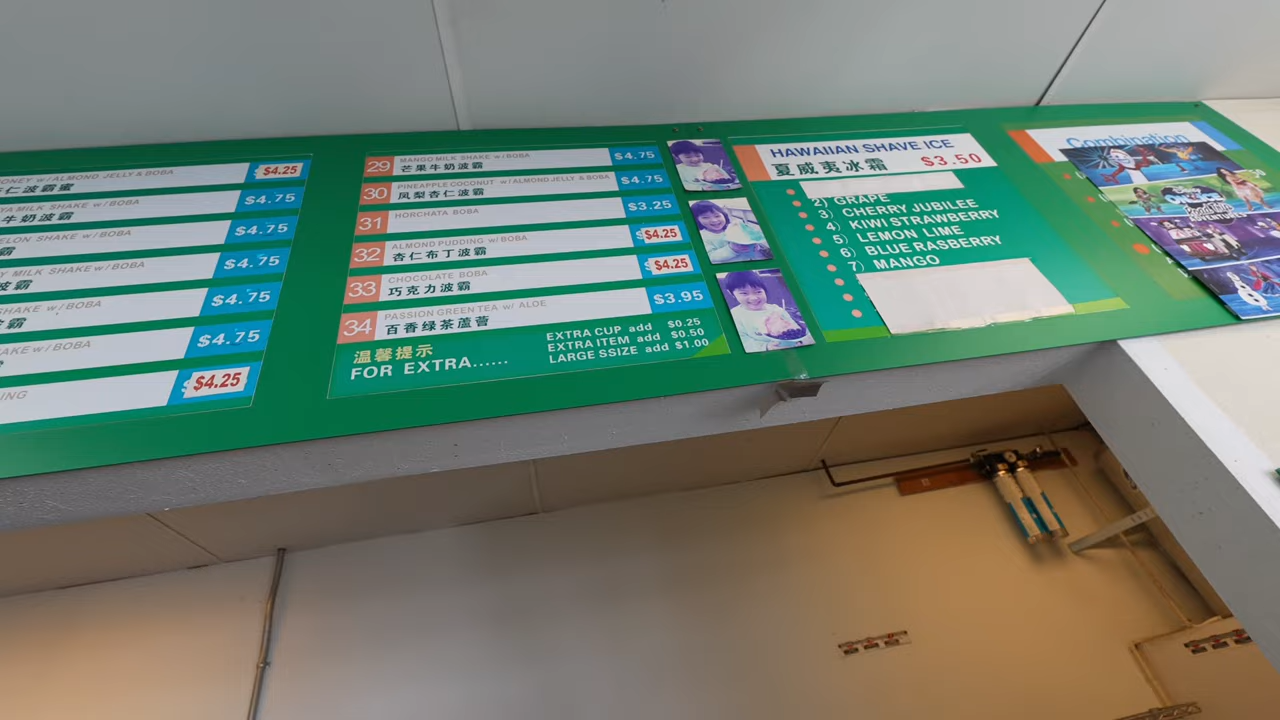 ONEY w/ ALMOND JELLY & BOBA
仁波霸蜜
$4.25
YA MILK SHAKE w/ BOBA
牛奶波霸
$4.75
ELON SHAKE w/ BOBA
霸
$4.75
Y MILK SHAKE w/ BOBA
波霸
$4.75
SHAKE w/ BOBA
霸
$4.75
AKE w/ BOBA
$4.75
ING
$4.25
29
MANGO MILK SHAKE w/ BOBA
芒果牛奶波霸
$4.75
30
PINEAPPLE COCONUT w/ ALMOND JELLY & BOBA
凤梨杏仁波霸
$4.75
31
HORCHATA BOBA
$3.25
32
ALMOND PUDDING w/ BOBA
杏仁布丁波霸
$4.25
33
CHOCOLATE BOBA
巧克力波霸
$4.25
34
PASSION GREEN TEA w/ ALOE
百香绿茶蘆薈
$3.95
温馨提示
FOR EXTRA......
EXTRA CUP add $0.25
EXTRA ITEM add $0.50
LARGE SSIZE add $1.00
HAWAIIAN SHAVE ICE
夏威夷冰霜 $3.50
2) GRAPE
3) CHERRY JUBILEE
4) KIWI STRAWBERRY
5) LEMON LIME
6) BLUE RASBERRY
7) MANGO
Combination